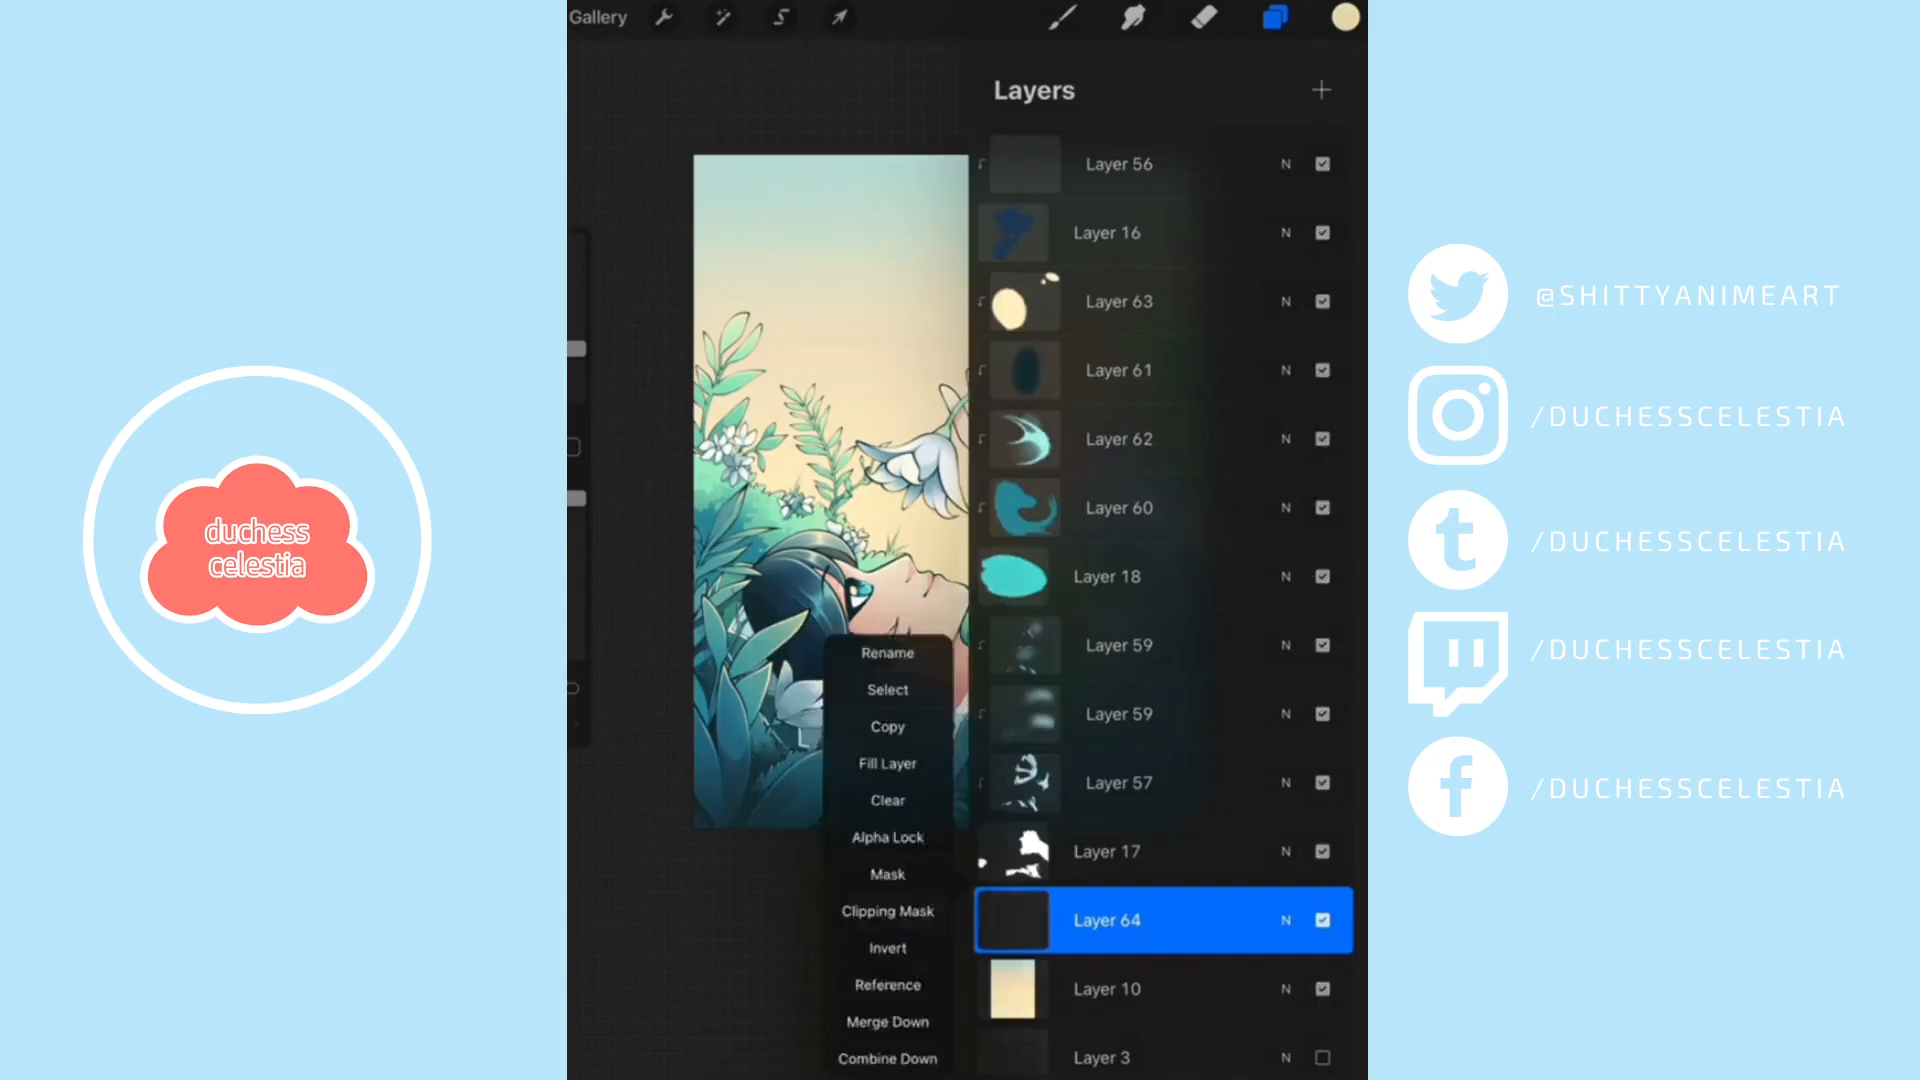 duchess
celestia
Gallery
Layers
Layer 56 N
Layer 16 N
Layer 63 N
Layer 61 N
Layer 62 N
Layer 60 N
Layer 18 N
Layer 59 N
Layer 59 N
Layer 57 N
Layer 17 N
Layer 64 N
Layer 10 N
Layer 3 N
Rename
Select
Copy
Fill Layer
Clear
Alpha Lock
Mask
Clipping Mask
Invert
Reference
Merge Down
Combine Down
@SHITTYANIMEART
/DUCHESSCELESTIA
/DUCHESSCELESTIA
/DUCHESSCELESTIA
/DUCHESSCELESTIA